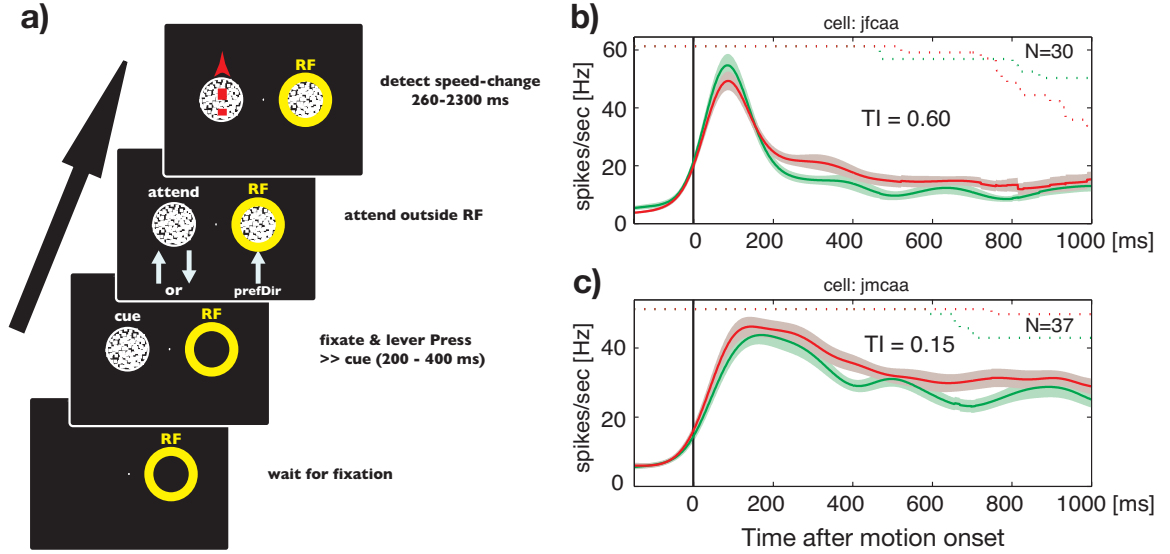 a)
RF
detect speed-change
260-2300 ms
attend
RF
attend outside RF
or
prefDir
cue
RF
fixate & lever Press
>> cue (200 - 400 ms)
RF
wait for fixation
b)
cell: jfcaa
spikes/sec [Hz]
60
40
20
0
N=30
TI = 0.60
0 200 400 600 800 1000 [ms]
c)
cell: jmcaa
spikes/sec [Hz]
40
20
0
N=37
TI = 0.15
0 200 400 600 800 1000 [ms]
Time after motion onset